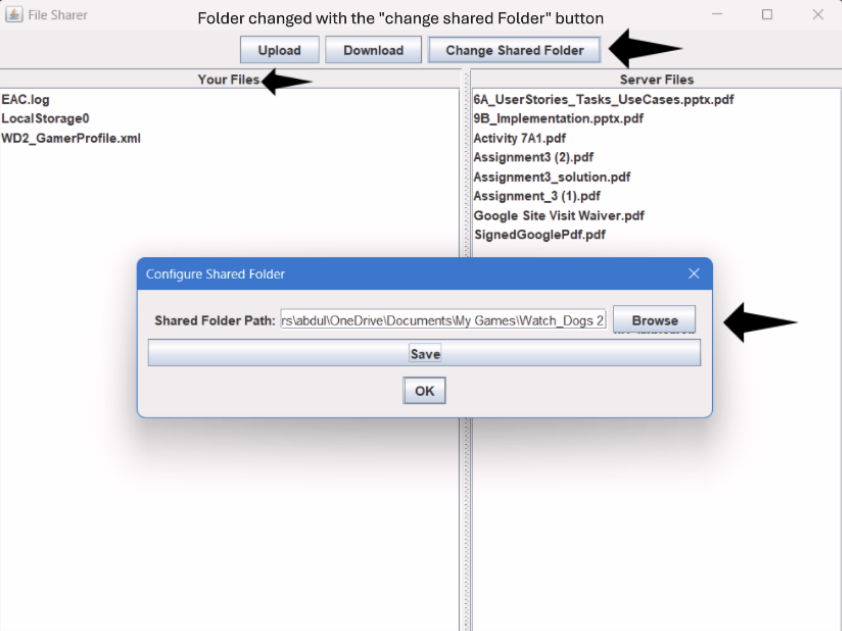 File Sharer
Folder changed with the "change shared Folder" button
Upload Download Change Shared Folder
Your Files
Server Files
EAC.log
LocalStorage0
WD2_GamerProfile.xml
6A_UserStories_Tasks_UseCases.pptx.pdf
9B_Implementation.pptx.pdf
Activity 7A1.pdf
Assignment3 (2).pdf
Assignment3_solution.pdf
Assignment_3 (1).pdf
Google Site Visit Waiver.pdf
SignedGooglePdf.pdf
Configure Shared Folder
Shared Folder Path: rs\abdul\OneDrive\Documents\My Games\Watch_Dogs 2 Browse
Save
OK